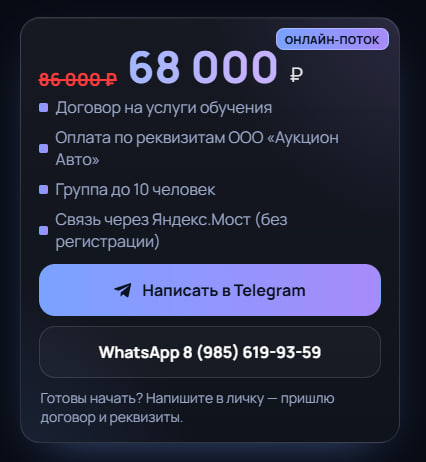 ОНЛАЙН-ПОТОК
86 000 ₽ 68 000 ₽
Договор на услуги обучения
Оплата по реквизитам ООО «Аукцион
Авто»
Группа до 10 человек
Связь через Яндекс.Мост (без
регистрации)
Написать в Telegram
WhatsApp 8 (985) 619-93-59
Готовы начать? Напишите в личку — пришлю
договор и реквизиты.